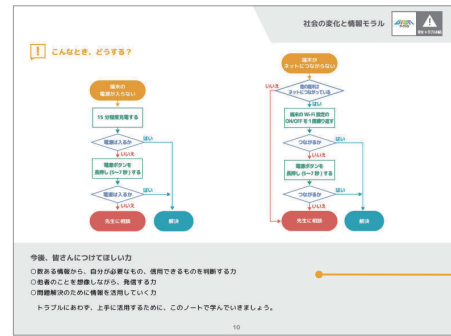 社会の変化と情報モラル
こんなとき、どうする？
端末の
電源が入らない
15分程度充電する
電源は入るか
はい
いいえ
電源ボタンを
長押し(5~7秒)する
電源は入るか
はい
いいえ
先生に相談
解決
端末が
ネットにつながらない
いいえ
他の端末は
ネットにつながっている
はい
端末のWi-Fi設定の
ON/OFFを1度繰り返す
つながるか
はい
いいえ
電源ボタンを
長押し(5~7秒)する
つながるか
はい
いいえ
先生に相談
解決
今後、皆さんにつけてほしい力
○数ある情報から、自分が必要なもの、信用できるものを判断する力
○他者のことを想像しながら、発信する力
○問題解決のために情報を活用していく力
トラブルにあわず、上手に活用するために、このノートで学んでいきましょう。
10